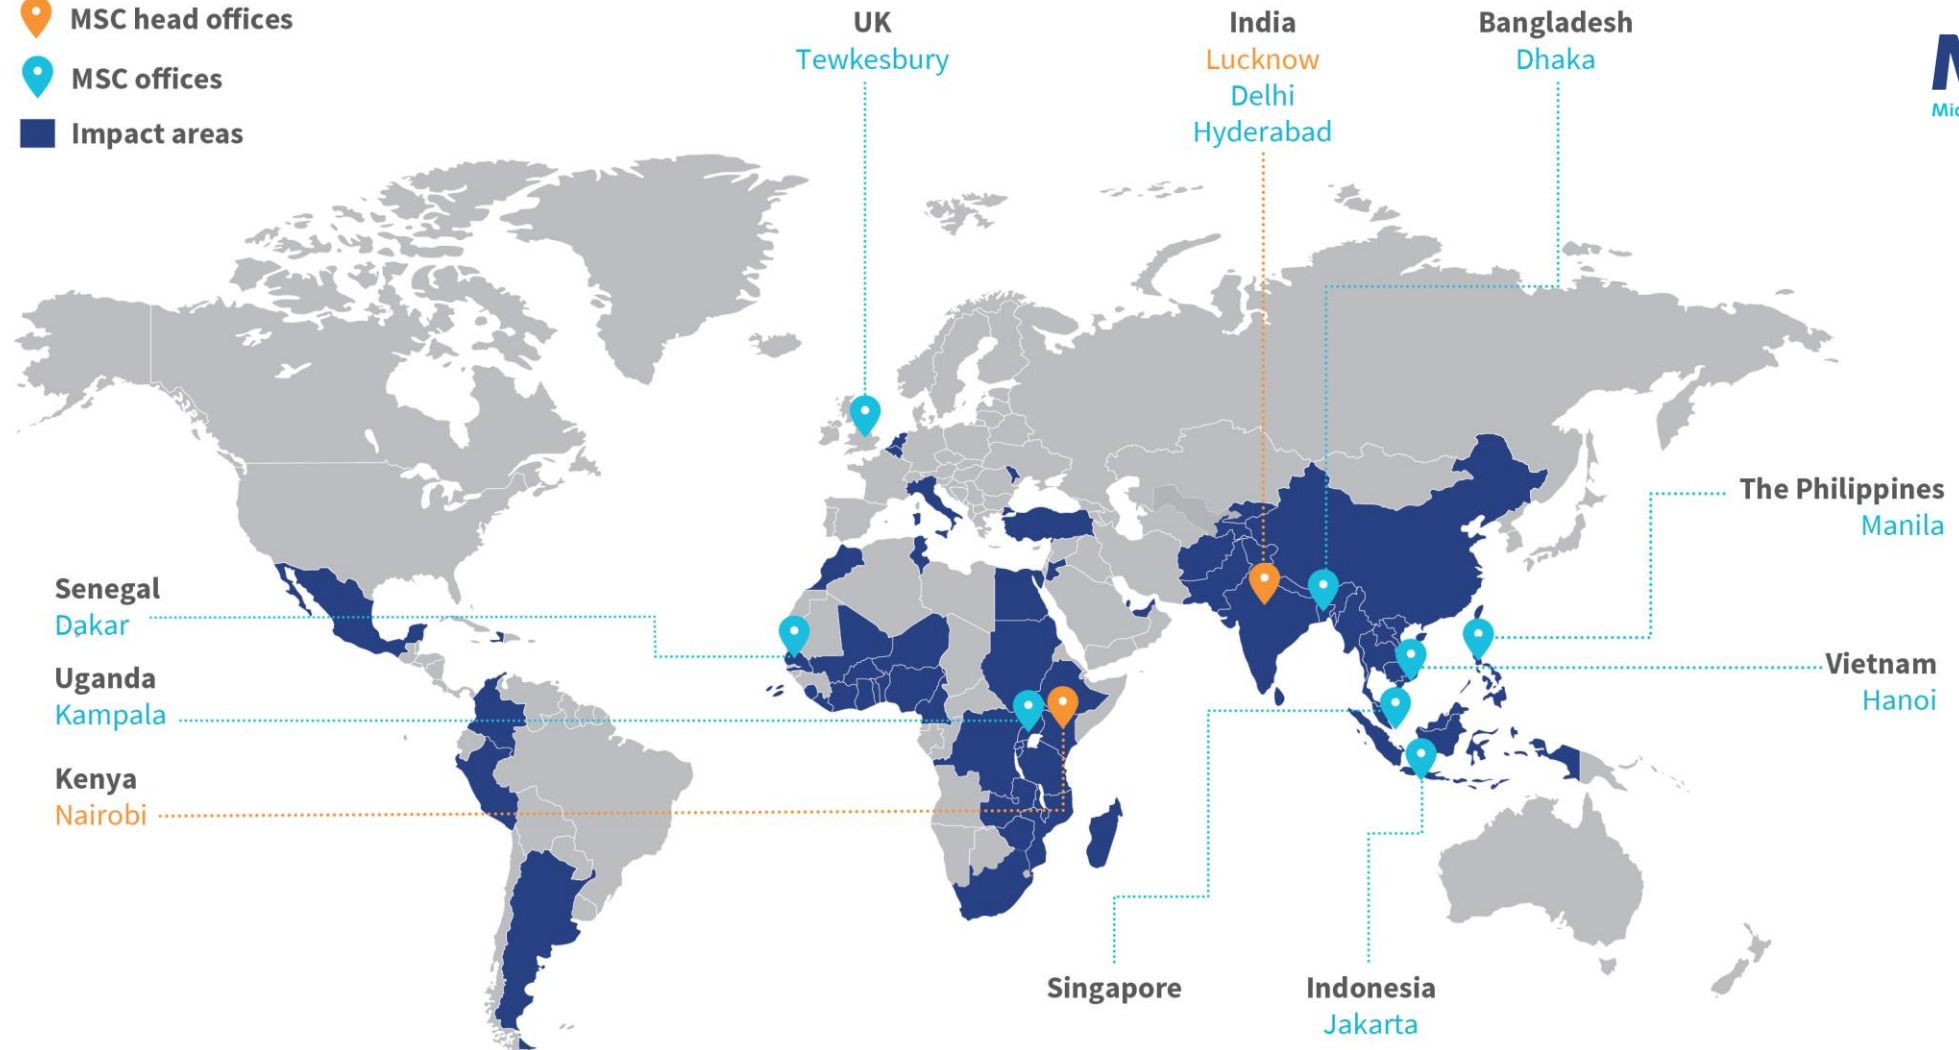 MSC head offices
MSC offices
Impact areas
UK
Tewkesbury
India
Lucknow
Delhi
Hyderabad
Bangladesh
Dhaka
The Philippines
Manila
Vietnam
Hanoi
Senegal
Dakar
Uganda
Kampala
Kenya
Nairobi
Singapore
Indonesia
Jakarta